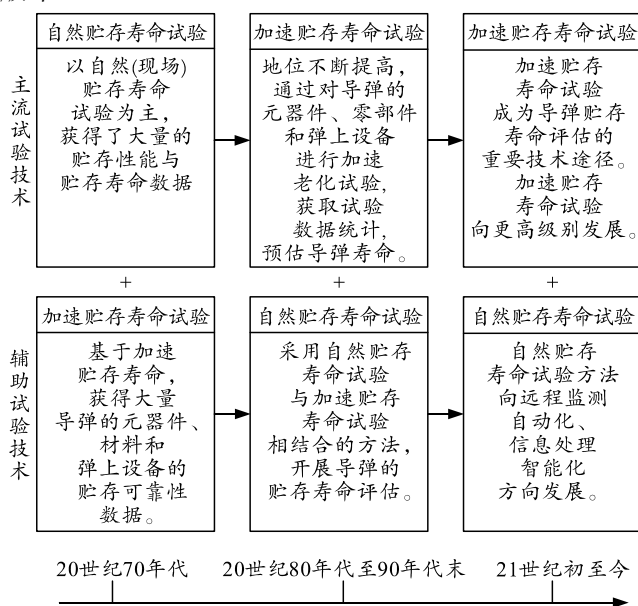 主流试验技术
自然贮存寿命试验
以自然(现场)
贮存寿命
试验为主，
获得了大量的
贮存性能与
贮存寿命数据
加速贮存寿命试验
地位不断提高，
通过对导弹的
元器件、零部件
和弹上设备
进行加速
老化试验，
获取试验
数据统计，
预估导弹寿命。
加速贮存寿命试验
加速贮存
寿命试验
成为导弹贮存
寿命评估的
重要技术途径。
加速贮存
寿命试验
向更高级别发展。
+
+
+
辅助试验技术
加速贮存寿命试验
基于加速
贮存寿命，
获得大量
导弹的元器件、
材料和
弹上设备的
贮存可靠性
数据。
自然贮存寿命试验
采用自然贮存
寿命试验
与加速贮存
寿命试验
相结合的方法，
开展导弹的
贮存寿命评估。
自然贮存寿命试验
自然贮存
寿命试验方法
向远程监测
自动化、
信息处理
智能化
方向发展。
20世纪70年代
20世纪80年代至90年代末
21世纪初至今